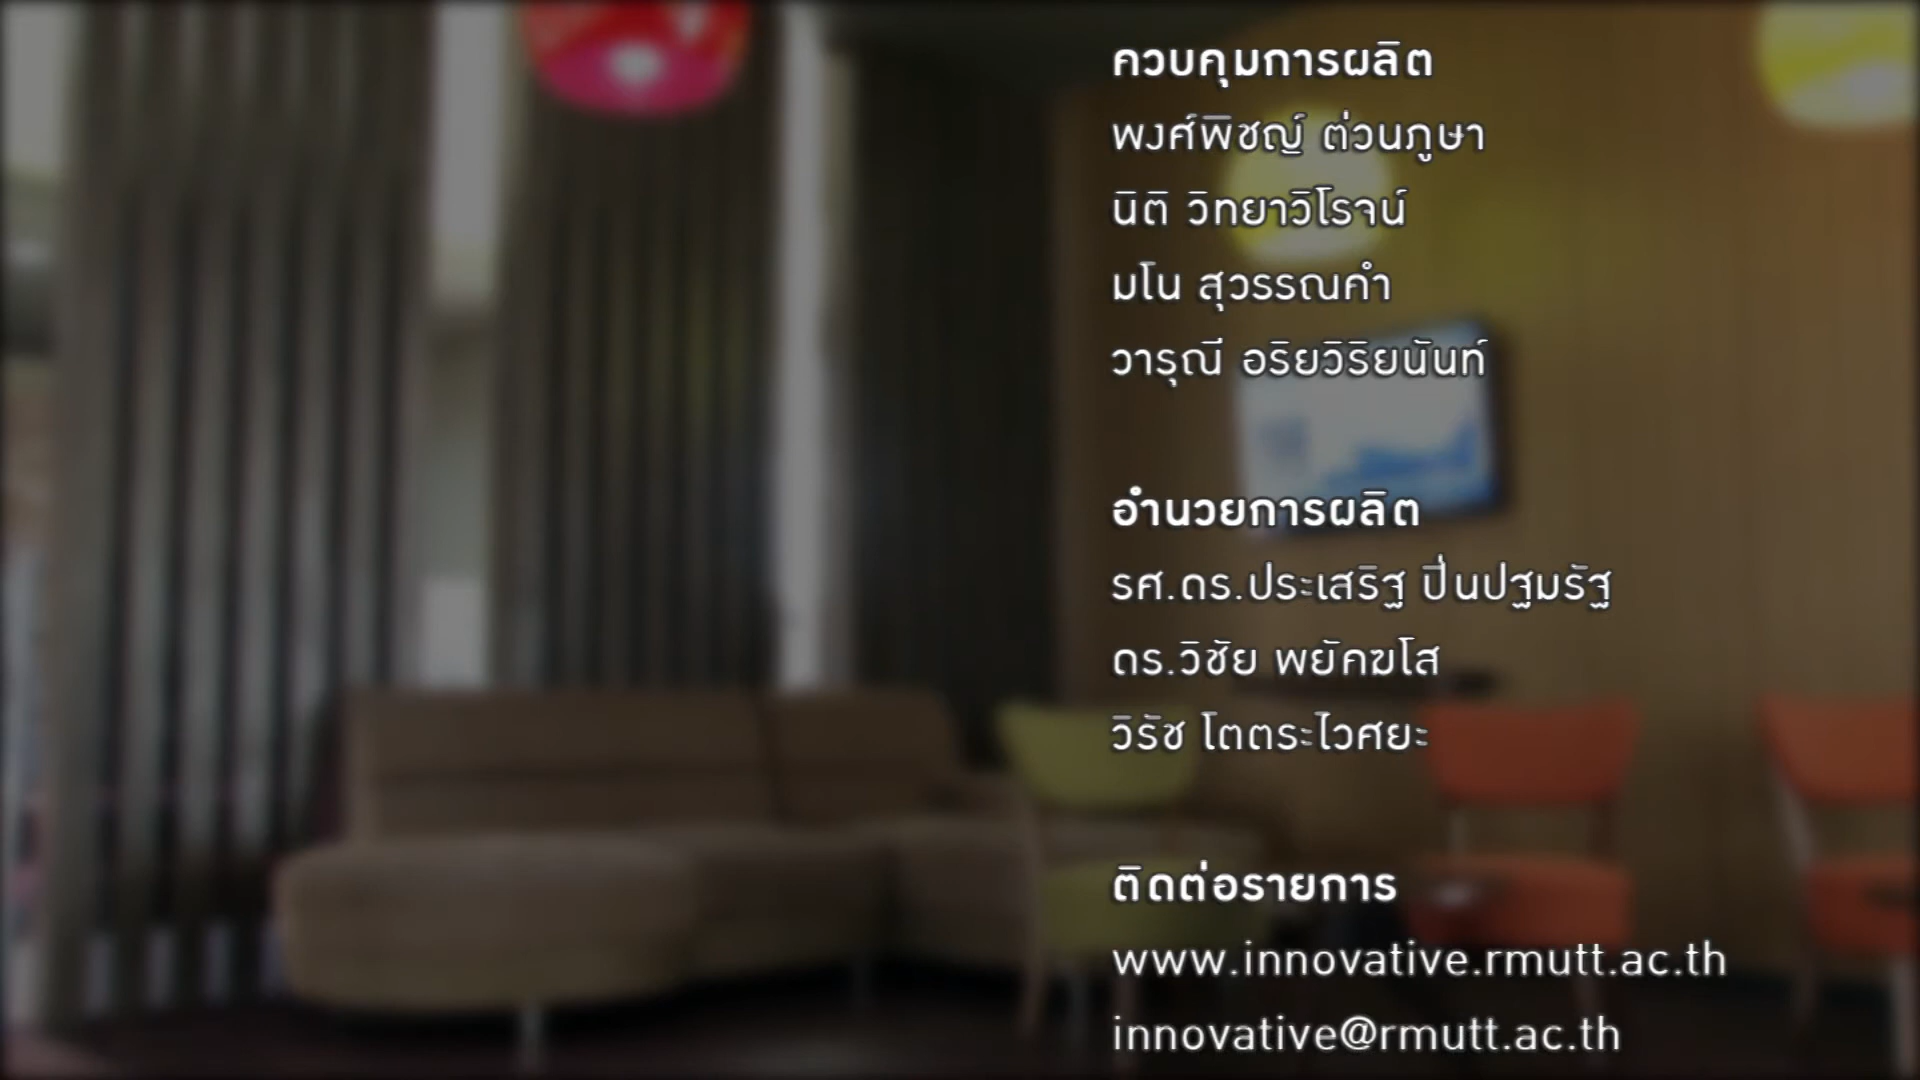 ควบคุมการผลิต
พงศ์พิชญ์ ต่วนภูษา
นิติ วิทยาวิโรจน์
มโน สุวรรณคำ
วารุณี อริยวิริยนันท์
อำนวยการผลิต
รศ.ดร.ประเสริฐ ปิ่นปฐมรัฐ
ดร.วิชัย พยัคฆโส
วิรัช โตตระไวศยะ
ติดต่อรายการ
www.innovative.rmutt.ac.th
innovative@rmutt.ac.th